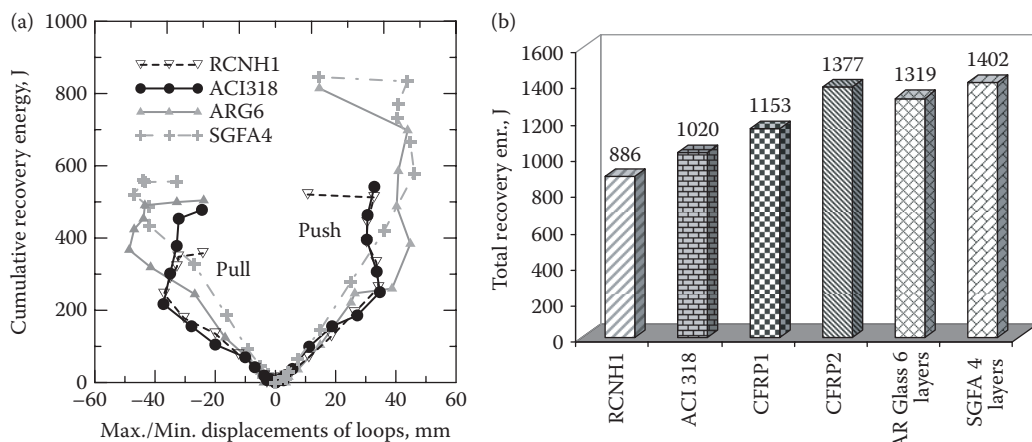 (a)
1000
800
600
400
200
0
Cumulative recovery energy, J
RCNH1
ACI318
ARG6
SGFA4
Push
Pull
−60 −40 −20 0 20 40 60
Max./Min. displacements of loops, mm
(b)
1600
1400
1200
1000
800
600
400
200
0
Total recovery enr., J
886
1020
1153
1377
1319
1402
RCNH1
ACI 318
CFRP1
CFRP2
AR Glass 6
layers
SGFA 4
layers